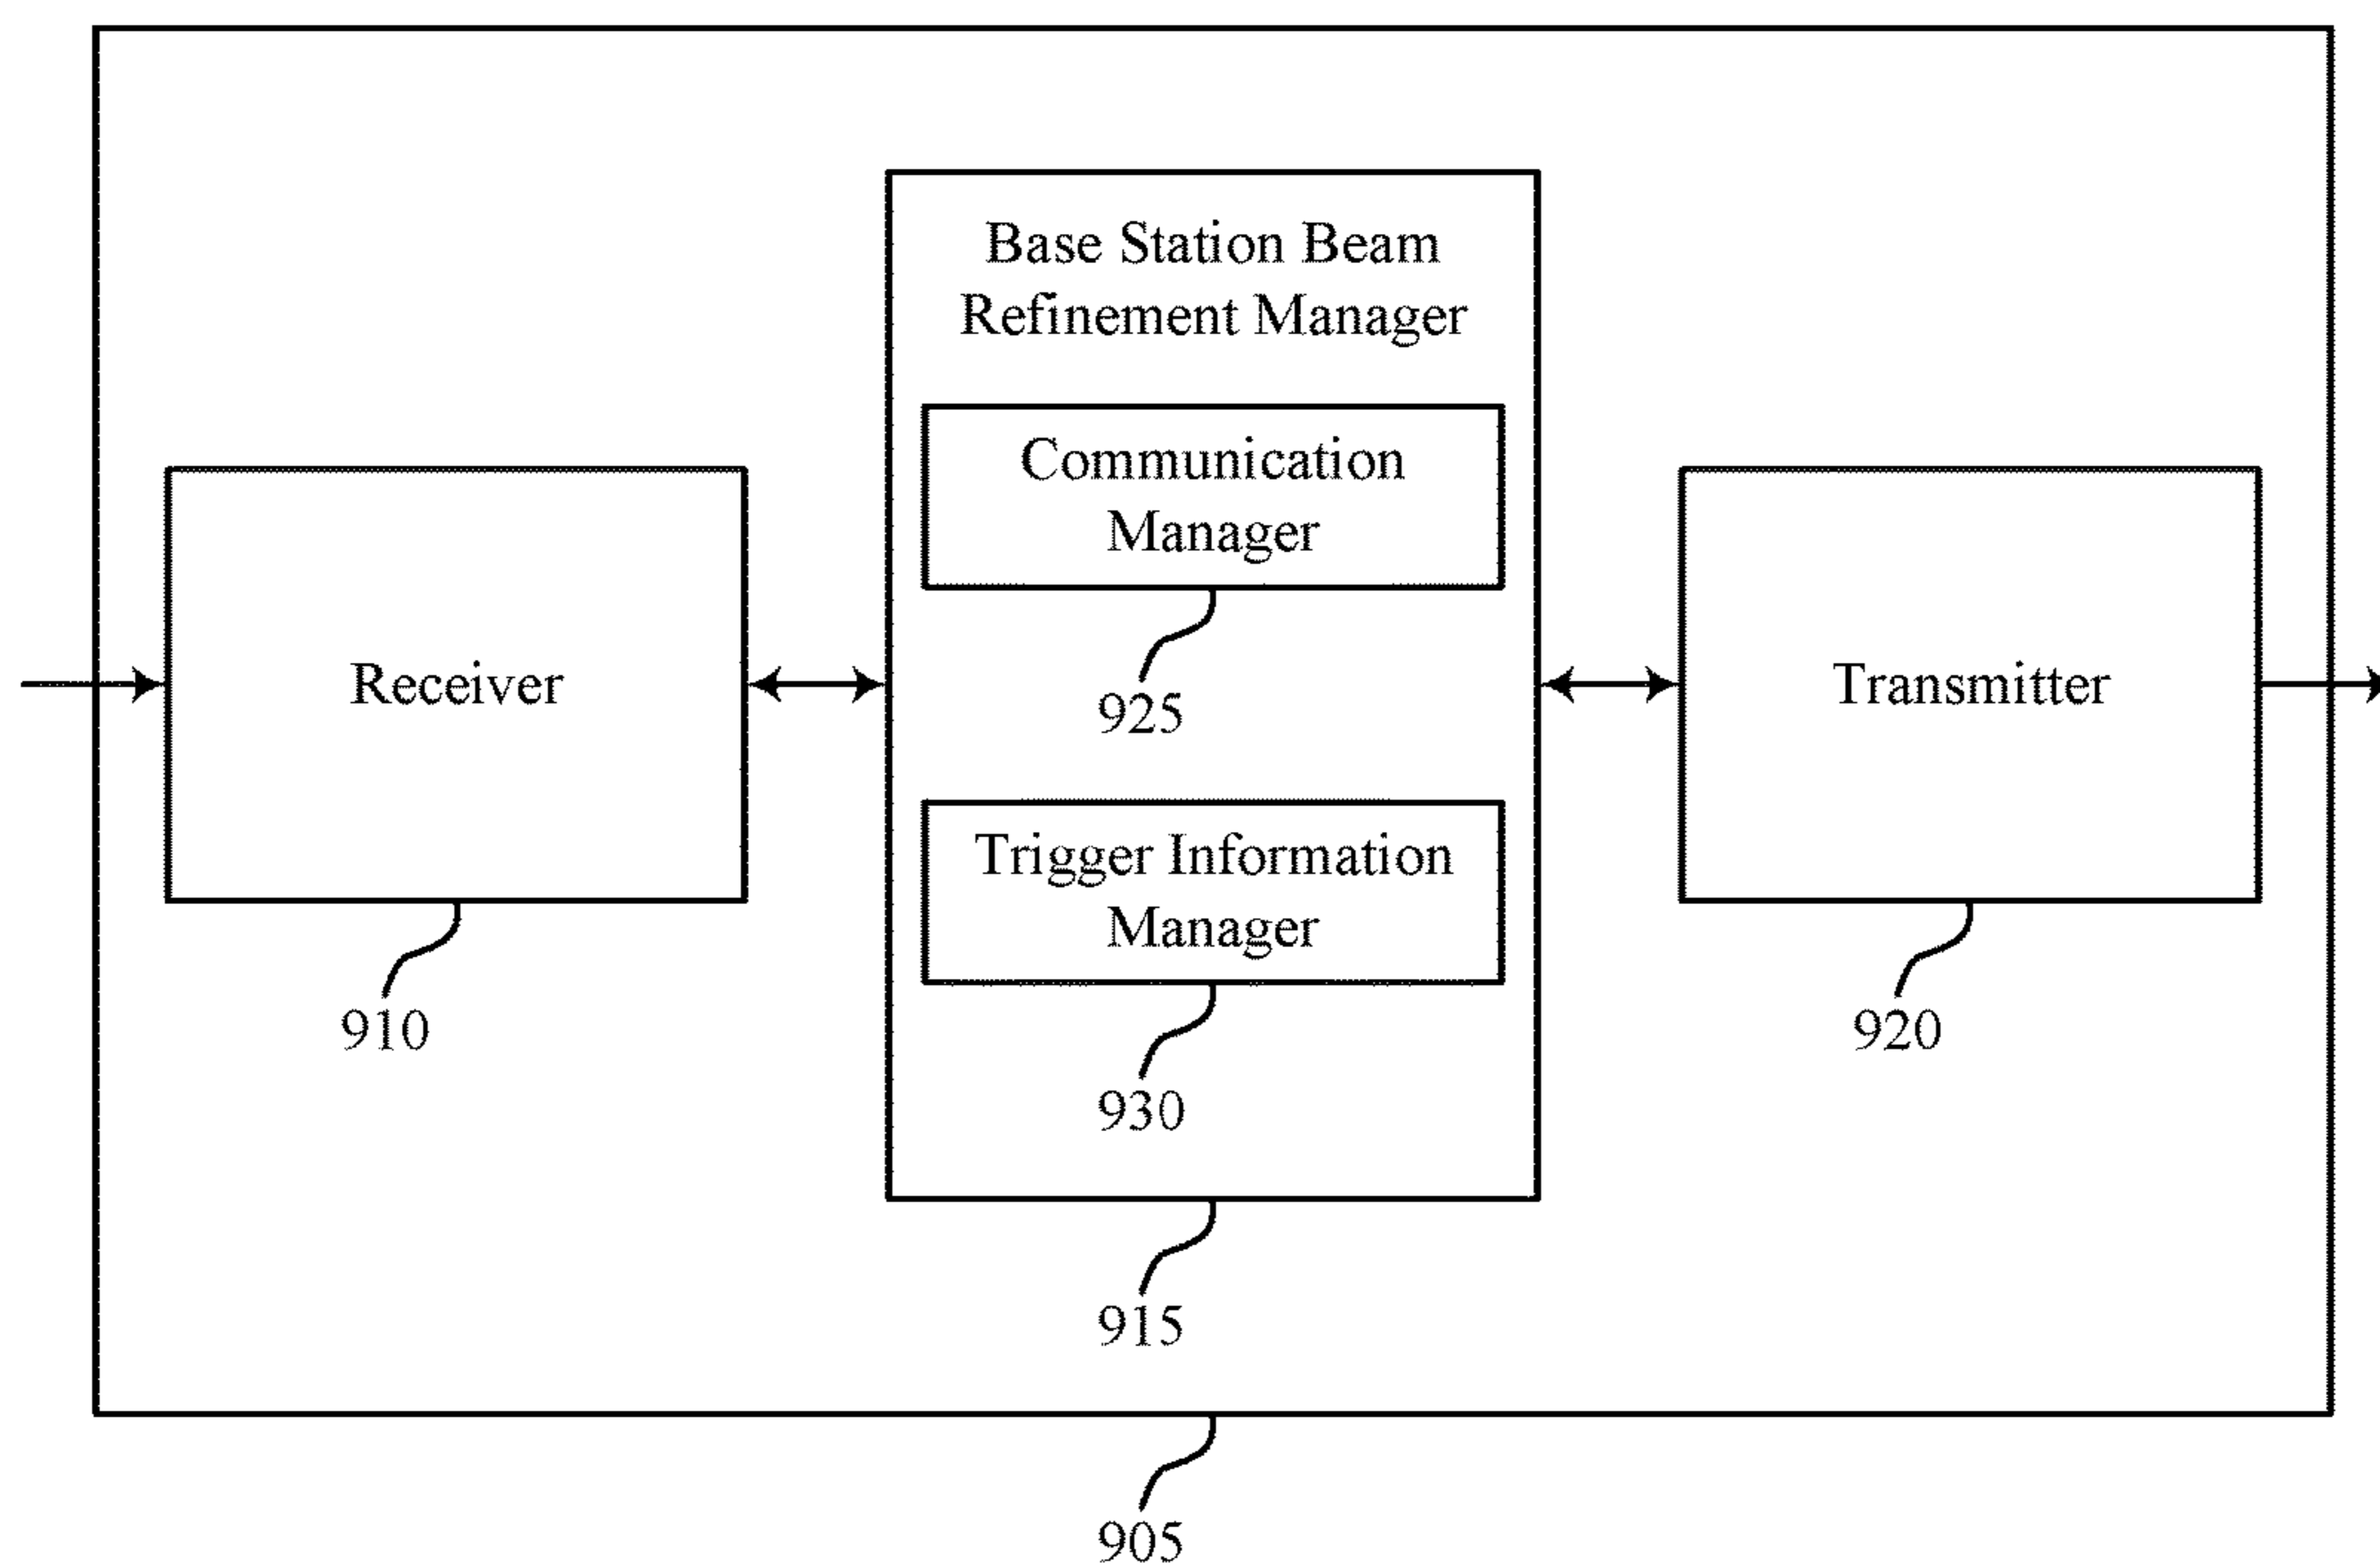 Base Station Beam
Refinement Manager
Communication
Manager
925
Receiver
910
Trigger Information
Manager
930
Transmitter
920
915
905